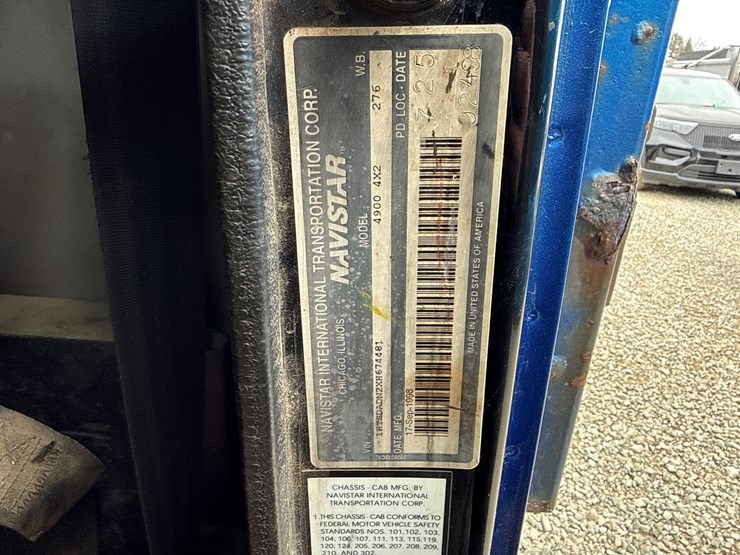 NAVISTAR INTERNATIONAL TRANSPORTATION CORP.
CHICAGO, ILLINOIS
NAVISTAR
MODEL W.B.
4900 4X2 276
VIN
1HTSDADN2XH674481
DATE MFG. PD. LOC - DATE
17-Sep-1998
MADE IN UNITED STATES OF AMERICA
CHASSIS - CAB MFG. BY
NAVISTAR INTERNATIONAL
TRANSPORTATION CORP.
1.THIS CHASSIS-CAB CONFORMS TO
FEDERAL MOTOR VEHICLE SAFETY
STANDARDS NOS. 101, 102, 103,
104, 106, 107, 111, 113, 115, 119,
120, 124, 205, 206, 207, 208, 209,
210, AND 302